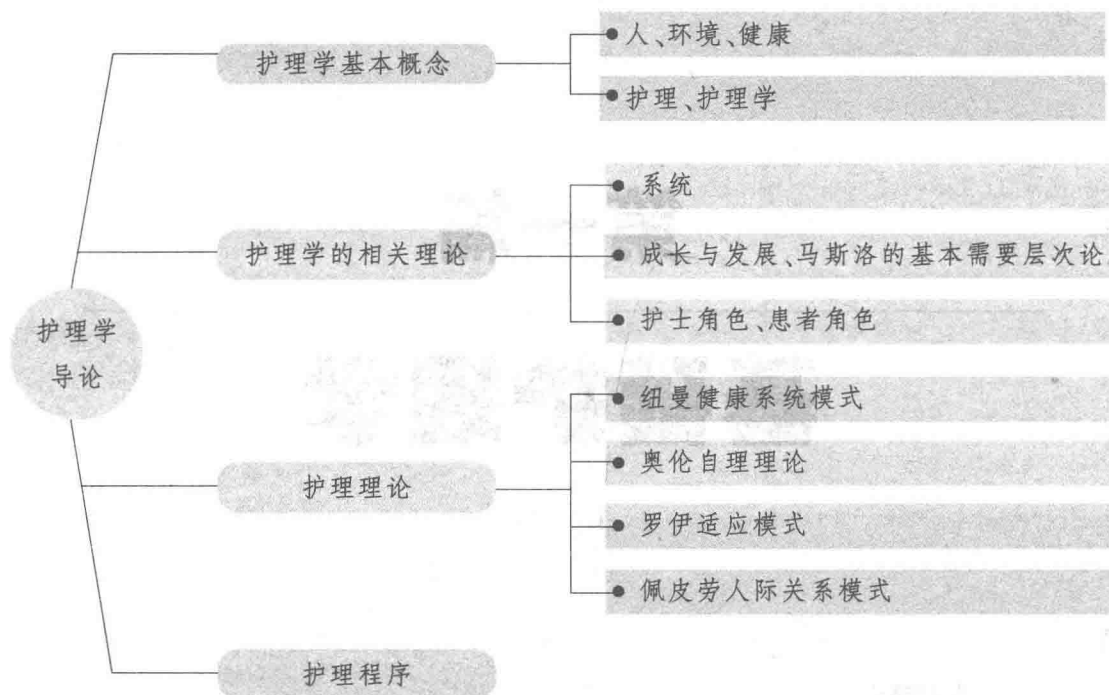 护理学基本概念
人、环境、健康
护理、护理学
护理学的相关理论
系统
成长与发展、马斯洛的基本需要层次论
护士角色、患者角色
护理学
导论
护理理论
纽曼健康系统模式
奥伦自理理论
罗伊适应模式
佩皮劳人际关系模式
护理程序